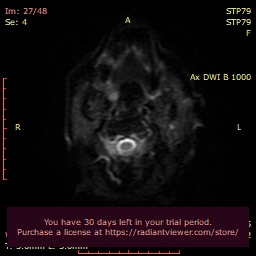 Im: 27/48
STP79
Se: 4
A
STP79
F
Ax DWI B 1000
R
L
You have 30 days left in your trial period.
Purchase a license at https://radiantviewer.com/store/